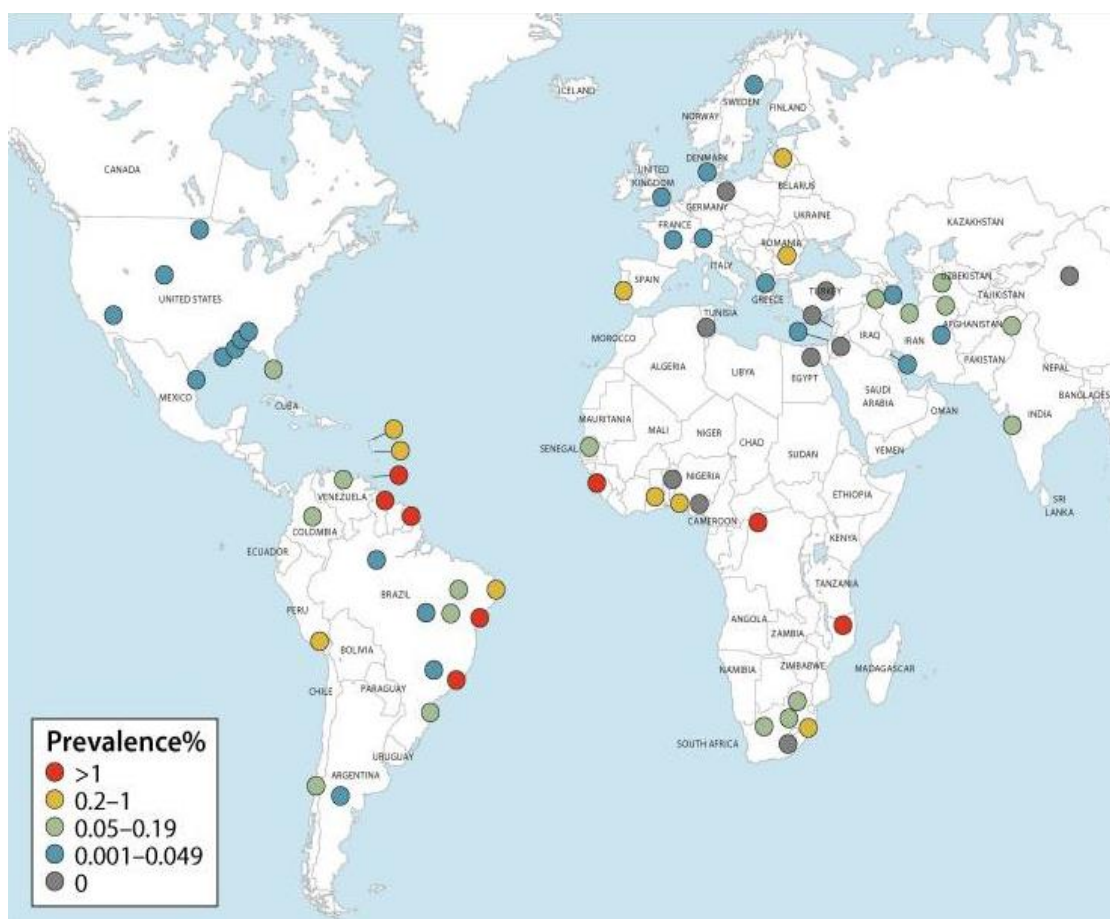 ICELAND
SWEDEN
FINLAND
NORWAY
CANADA
UNITED
KINGDOM
DENMARK
BELARUS
GERMANY
UKRAINE
KAZAKHSTAN
FRANCE
ROMANIA
ITALY
UNITED STATES
SPAIN
GREECE
TURKEY
UZBEKISTAN
TAJIKISTAN
TUNISIA
MOROCCO
IRAQ
IRAN
AFGHANISTAN
PAKISTAN
ALGERIA
LIBYA
EGYPT
NEPAL
MEXICO
CUBA
SAUDI
ARABIA
BANGLADES
OMAN
INDIA
MAURITANIA
MALI
NIGER
CHAD
SUDAN
YEMEN
SENEGAL
NIGERIA
ETHIOPIA
SRI
LANKA
VENEZUELA
COLOMBIA
CAMEROON
KENYA
ECUADOR
BRAZIL
TANZANIA
PERU
ANGOLA
ZAMBIA
BOLIVIA
ZIMBABWE
MADAGASCAR
NAMIBIA
CHILE
PARAGUAY
SOUTH AFRICA
URUGUAY
ARGENTINA
Prevalence%
>1
0.2–1
0.05–0.19
0.001–0.049
0